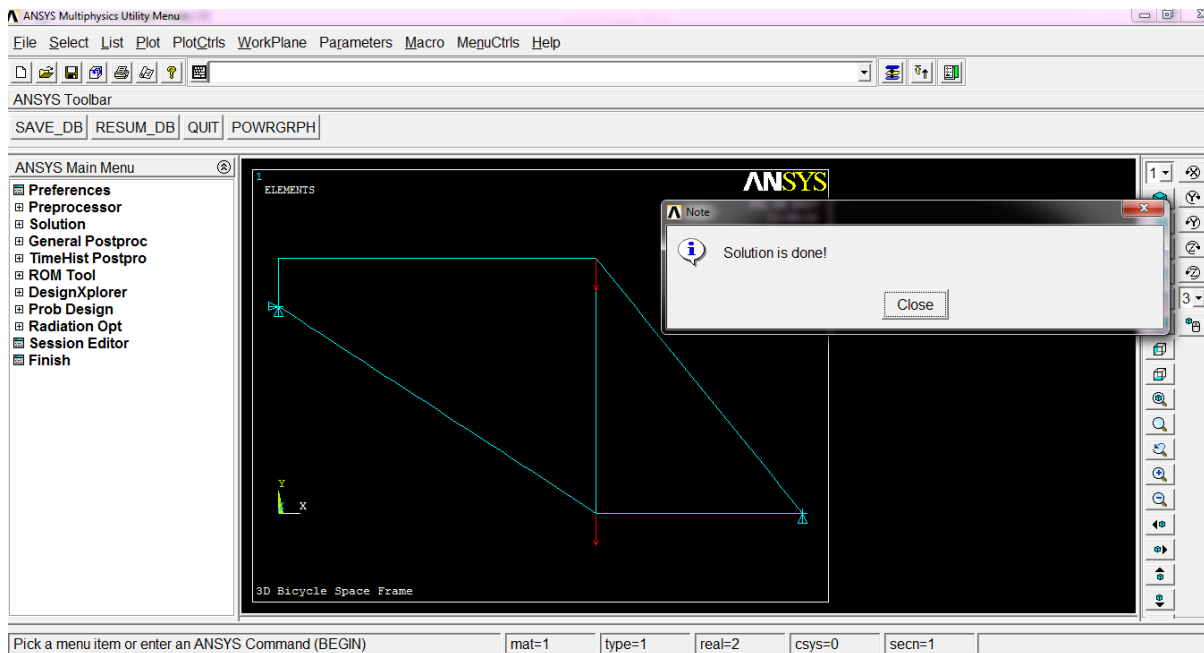 ANSYS Multiphysics Utility Menu
File Select List Plot PlotCtrls WorkPlane Parameters Macro MenuCtrls Help
ANSYS Toolbar
SAVE_DB RESUM_DB QUIT POWRGRPH
ANSYS Main Menu
Preferences
Preprocessor
Solution
General Postproc
TimeHist Postpro
ROM Tool
DesignXplorer
Prob Design
Radiation Opt
Session Editor
Finish
1
ELEMENTS
ANSYS
Note
Solution is done!
Close
Y
X
3D Bicycle Space Frame
1
3
Pick a menu item or enter an ANSYS Command (BEGIN) mat=1 type=1 real=2 csys=0 secn=1